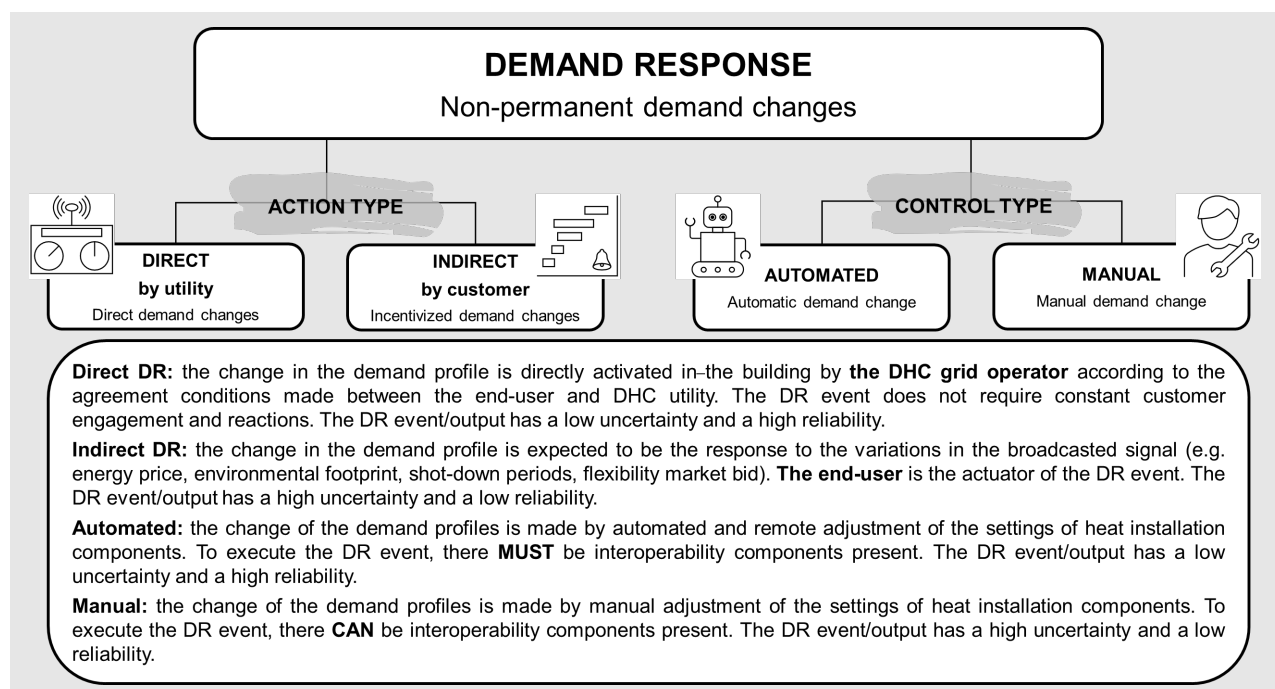 DEMAND RESPONSE
Non-permanent demand changes
ACTION TYPE
CONTROL TYPE
DIRECT
by utility
Direct demand changes
INDIRECT
by customer
Incentivized demand changes
AUTOMATED
Automatic demand change
MANUAL
Manual demand change
Direct DR: the change in the demand profile is directly activated in–the building by the DHC grid operator according to the
agreement conditions made between the end-user and DHC utility. The DR event does not require constant customer
engagement and reactions. The DR event/output has a low uncertainty and a high reliability.
Indirect DR: the change in the demand profile is expected to be the response to the variations in the broadcasted signal (e.g.
energy price, environmental footprint, shot-down periods, flexibility market bid). The end-user is the actuator of the DR event. The
DR event/output has a high uncertainty and a low reliability.
Automated: the change of the demand profiles is made by automated and remote adjustment of the settings of heat installation
components. To execute the DR event, there MUST be interoperability components present. The DR event/output has a low
uncertainty and a high reliability.
Manual: the change of the demand profiles is made by manual adjustment of the settings of heat installation components. To
execute the DR event, there CAN be interoperability components present. The DR event/output has a high uncertainty and a low
reliability.